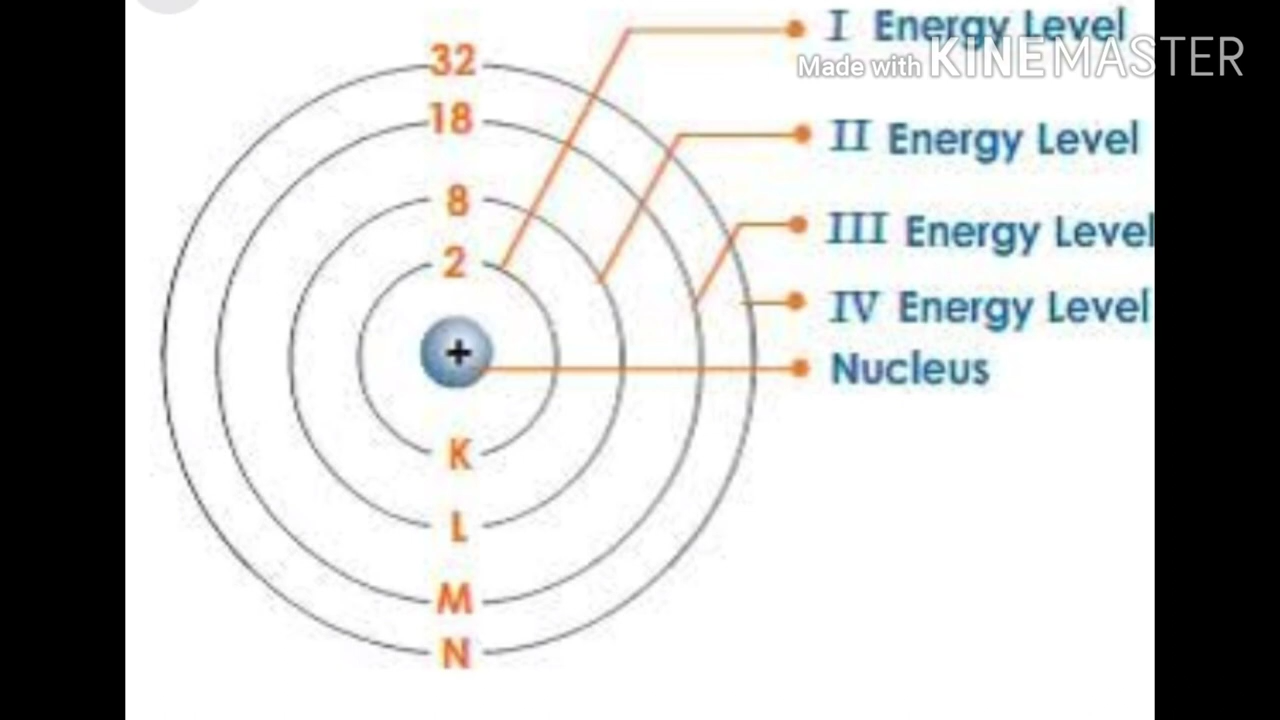 I Energy Level
Made with KINEMASTER
32
18
II Energy Level
8
III Energy Level
2
IV Energy Level
+
Nucleus
K
L
M
N